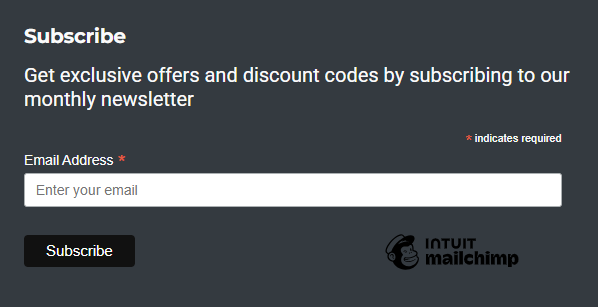 Subscribe
Get exclusive offers and discount codes by subscribing to our
monthly newsletter
* indicates required
Email Address *
Enter your email
Subscribe
INTUIT
mailchimp